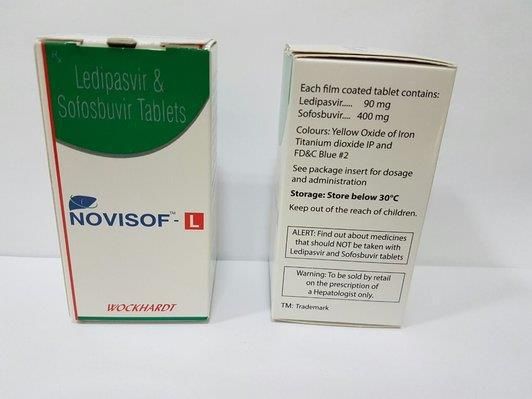 Rx
Ledipasvir &
Sofosbuvir Tablets
NOVISOF™ - L
WOCKHARDT
Each film coated tablet contains:
Ledipasvir..... 90 mg
Sofosbuvir.... 400 mg
Colours: Yellow Oxide of Iron
Titanium dioxide IP and
FD&C Blue #2
See package insert for dosage
and administration
Storage: Store below 30°C
Keep out of the reach of children.
ALERT: Find out about medicines
that should NOT be taken with
Ledipasvir and Sofosbuvir tablets
Warning: To be sold by retail
on the prescription of
a Hepatologist only.
TM: Trademark